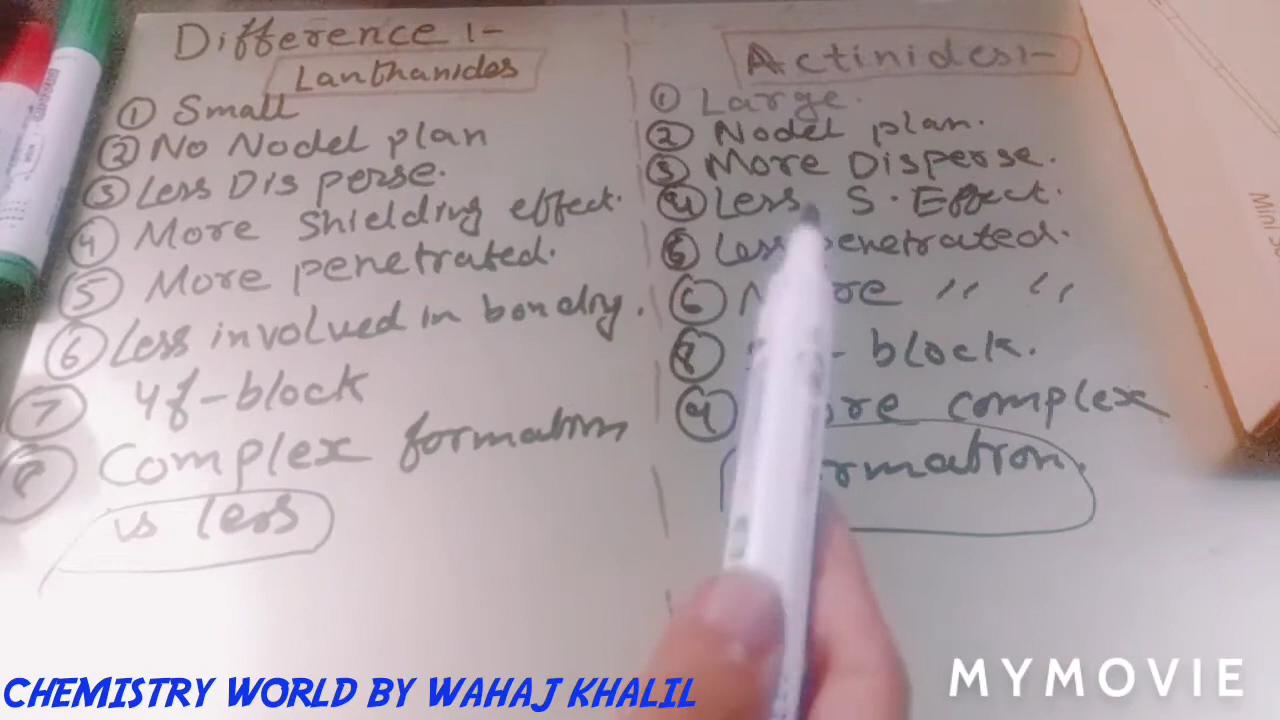 Difference :-
Lanthanides
① Small
② No Nodel plan
③ Less Disperse.
④ More Shielding effect.
⑤ More penetrated.
⑥ Less involved in
⑦ 4f-block
⑧ Complex formation
is less
Actinides:-
① Large.
② Nodel plan.
③ More Disperse.
④ Less S. Effect.
Less penetrated.
⑥ 〃 〃
⑧ - block.
complex
CHEMISTRY WORLD BY WAHAJ KHALIL
MYMOVIE
Mini